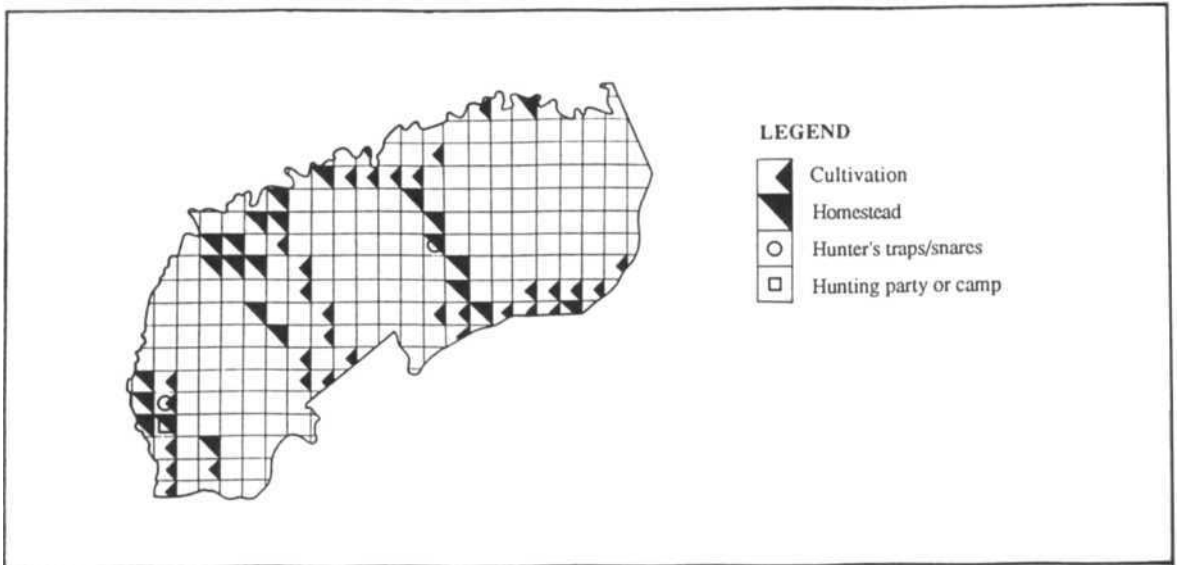 LEGEND
Cultivation
Homestead
Hunter's traps/snares
Hunting party or camp